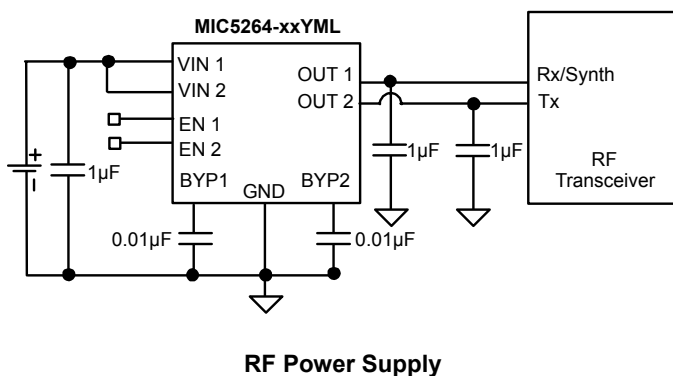 MIC5264-xxYML
VIN 1
VIN 2
EN 1
EN 2
OUT 1
OUT 2
BYP1
GND
BYP2
+
-
1µF
0.01µF
0.01µF
1µF
1µF
Rx/Synth
Tx
RF
Transceiver
RF Power Supply